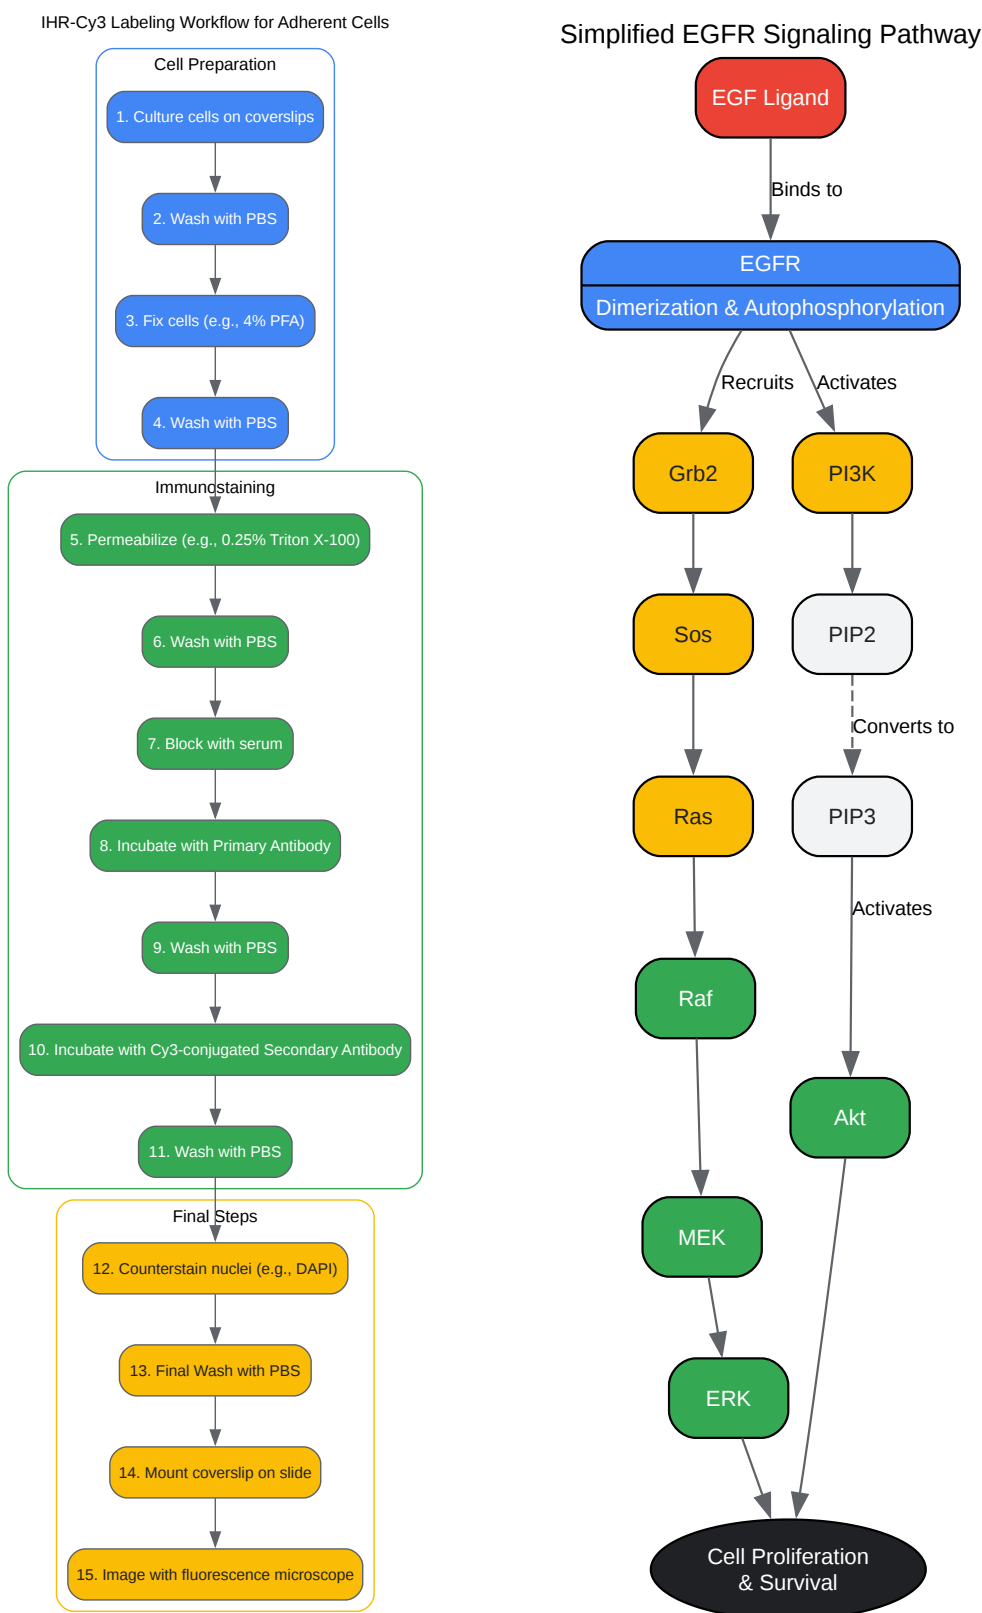 IHR-Cy3 Labeling Workflow for Adherent Cells
Cell Preparation
1. Culture cells on coverslips
2. Wash with PBS
3. Fix cells (e.g., 4% PFA)
4. Wash with PBS
Immunostaining
5. Permeabilize (e.g., 0.25% Triton X-100)
6. Wash with PBS
7. Block with serum
8. Incubate with Primary Antibody
9. Wash with PBS
10. Incubate with Cy3-conjugated Secondary Antibody
11. Wash with PBS
Final Steps
12. Counterstain nuclei (e.g., DAPI)
13. Final Wash with PBS
14. Mount coverslip on slide
15. Image with fluorescence microscope
Simplified EGFR Signaling Pathway
EGF Ligand
Binds to
EGFR
Dimerization & Autophosphorylation
Recruits
Activates
Grb2
PI3K
Sos
PIP2
Converts to
Ras
PIP3
Activates
Raf
Akt
MEK
ERK
Cell Proliferation
& Survival